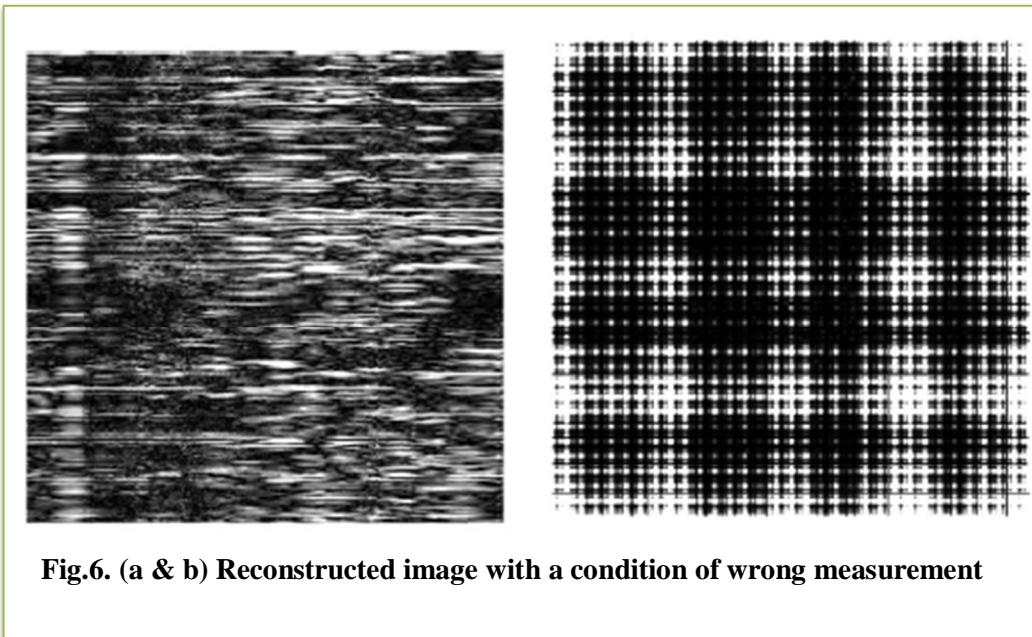 Fig.6. (a & b) Reconstructed image with a condition of wrong measurement